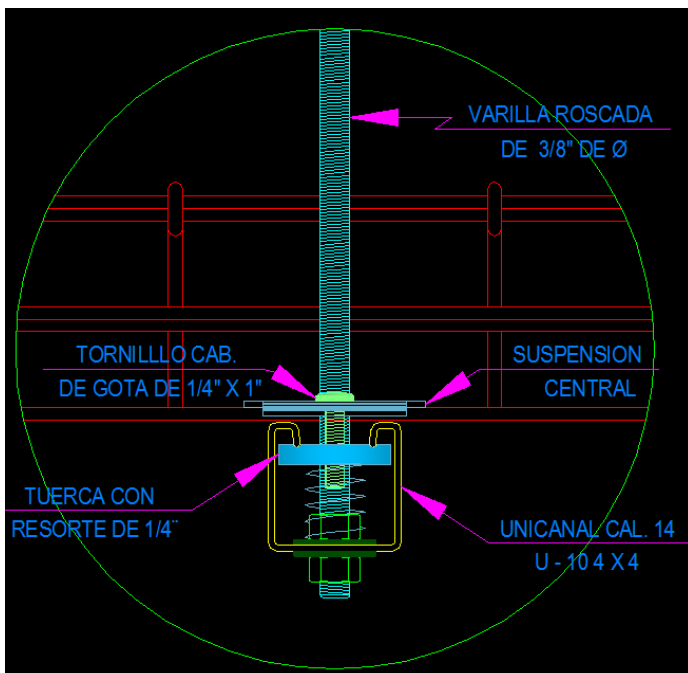 VARILLA ROSCADA
DE 3/8" DE Ø
TORNILLLO CAB.
DE GOTA DE 1/4" X 1"
SUSPENSION
CENTRAL
TUERCA CON
RESORTE DE 1/4"
UNICANAL CAL. 14
U - 10 4 X 4